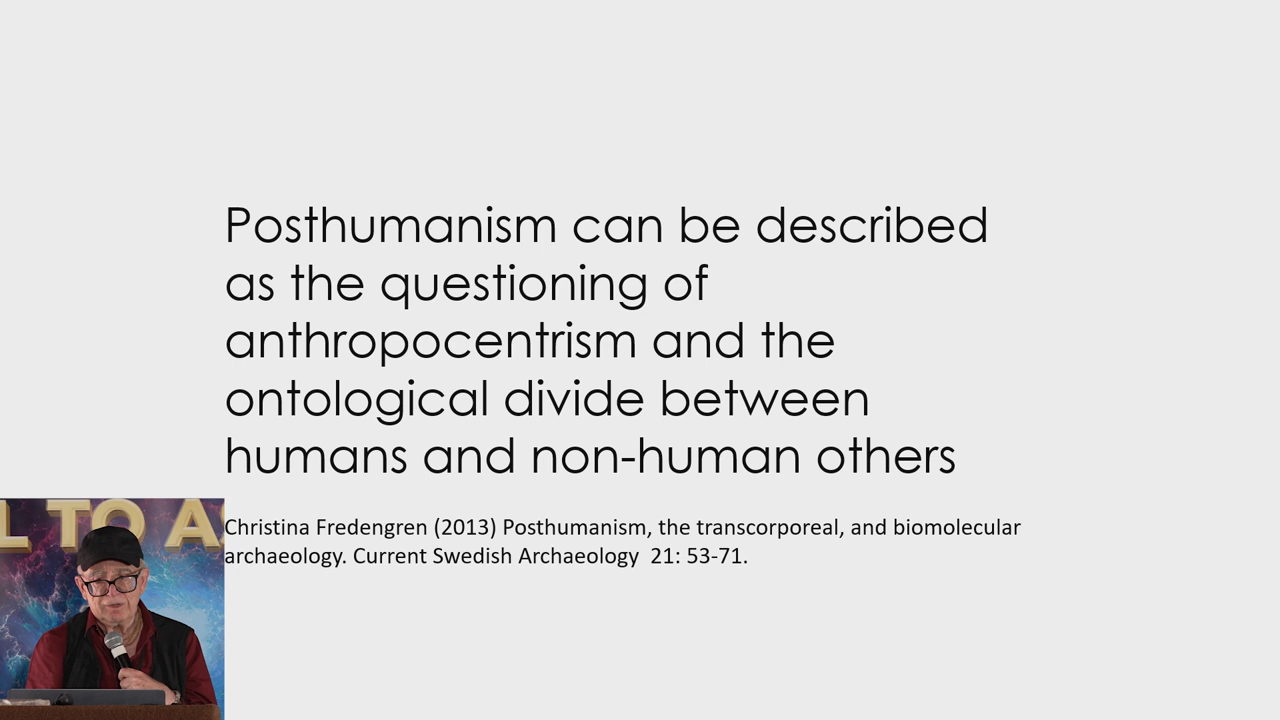 Posthumanism can be described
as the questioning of
anthropocentrism and the
ontological divide between
humans and non-human others
Christina Fredengren (2013) Posthumanism, the transcorporeal, and biomolecular
archaeology. Current Swedish Archaeology  21: 53-71.
L TO A